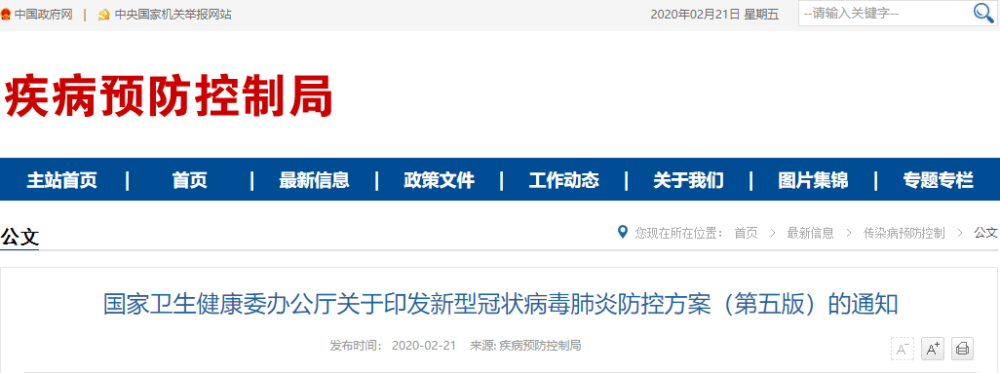 中国政府网 | 中央国家机关举报网站 2020年02月21日 星期五 --请输入关键字--
疾病预防控制局
主站首页 | 首页 | 最新信息 | 政策文件 | 工作动态 | 关于我们 | 图片集锦 | 专题专栏
公文 您现在所在位置: 首页 > 最新信息 > 传染病预防控制 > 公文
国家卫生健康委办公厅关于印发新型冠状病毒肺炎防控方案（第五版）的通知
发布时间: 2020-02-21 来源: 疾病预防控制局 A- A+